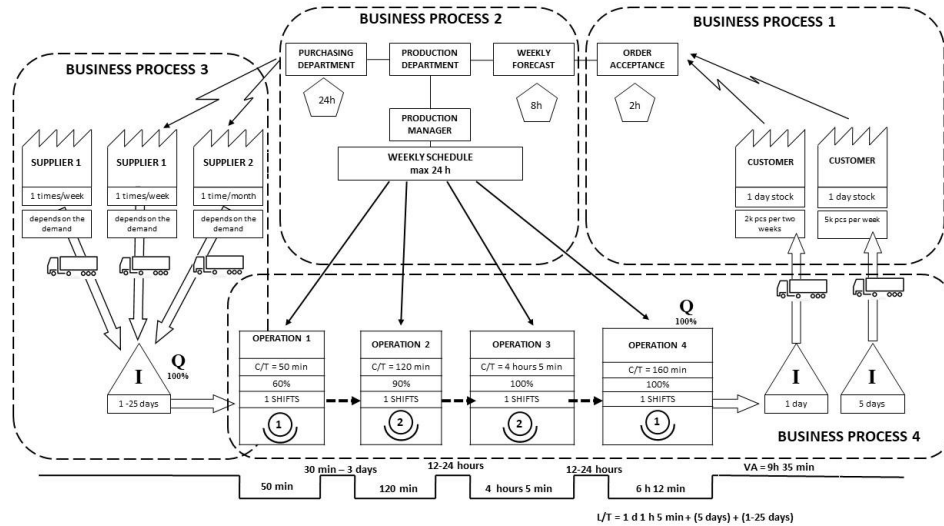 BUSINESS PROCESS 2
BUSINESS PROCESS 1
BUSINESS PROCESS 3
PURCHASING
DEPARTMENT
PRODUCTION
DEPARTMENT
WEEKLY
FORECAST
ORDER
ACCEPTANCE
24h
8h
2h
PRODUCTION
MANAGER
WEEKLY SCHEDULE
max 24 h
SUPPLIER 1
1 times/week
depends on the
demand
SUPPLIER 1
1 times/week
depends on the
demand
SUPPLIER 2
1 time/month
depends on the
demand
CUSTOMER
1 day stock
2k pcs per two
weeks
CUSTOMER
1 day stock
5k pcs per week
I
1 -25 days
Q
100%
OPERATION 1
C/T = 50 min
60%
1 SHIFTS
1
OPERATION 2
C/T = 120 min
90%
1 SHIFTS
2
OPERATION 3
C/T = 4 hours 5 min
100%
1 SHIFTS
2
Q
100%
OPERATION 4
C/T = 160 min
100%
1 SHIFTS
1
I
1 day
I
5 days
BUSINESS PROCESS 4
30 min – 3 days
12-24 hours
12-24 hours
VA = 9h 35 min
50 min
120 min
4 hours 5 min
6 h 12 min
L/T = 1 d 1 h 5 min + (5 days) + (1-25 days)